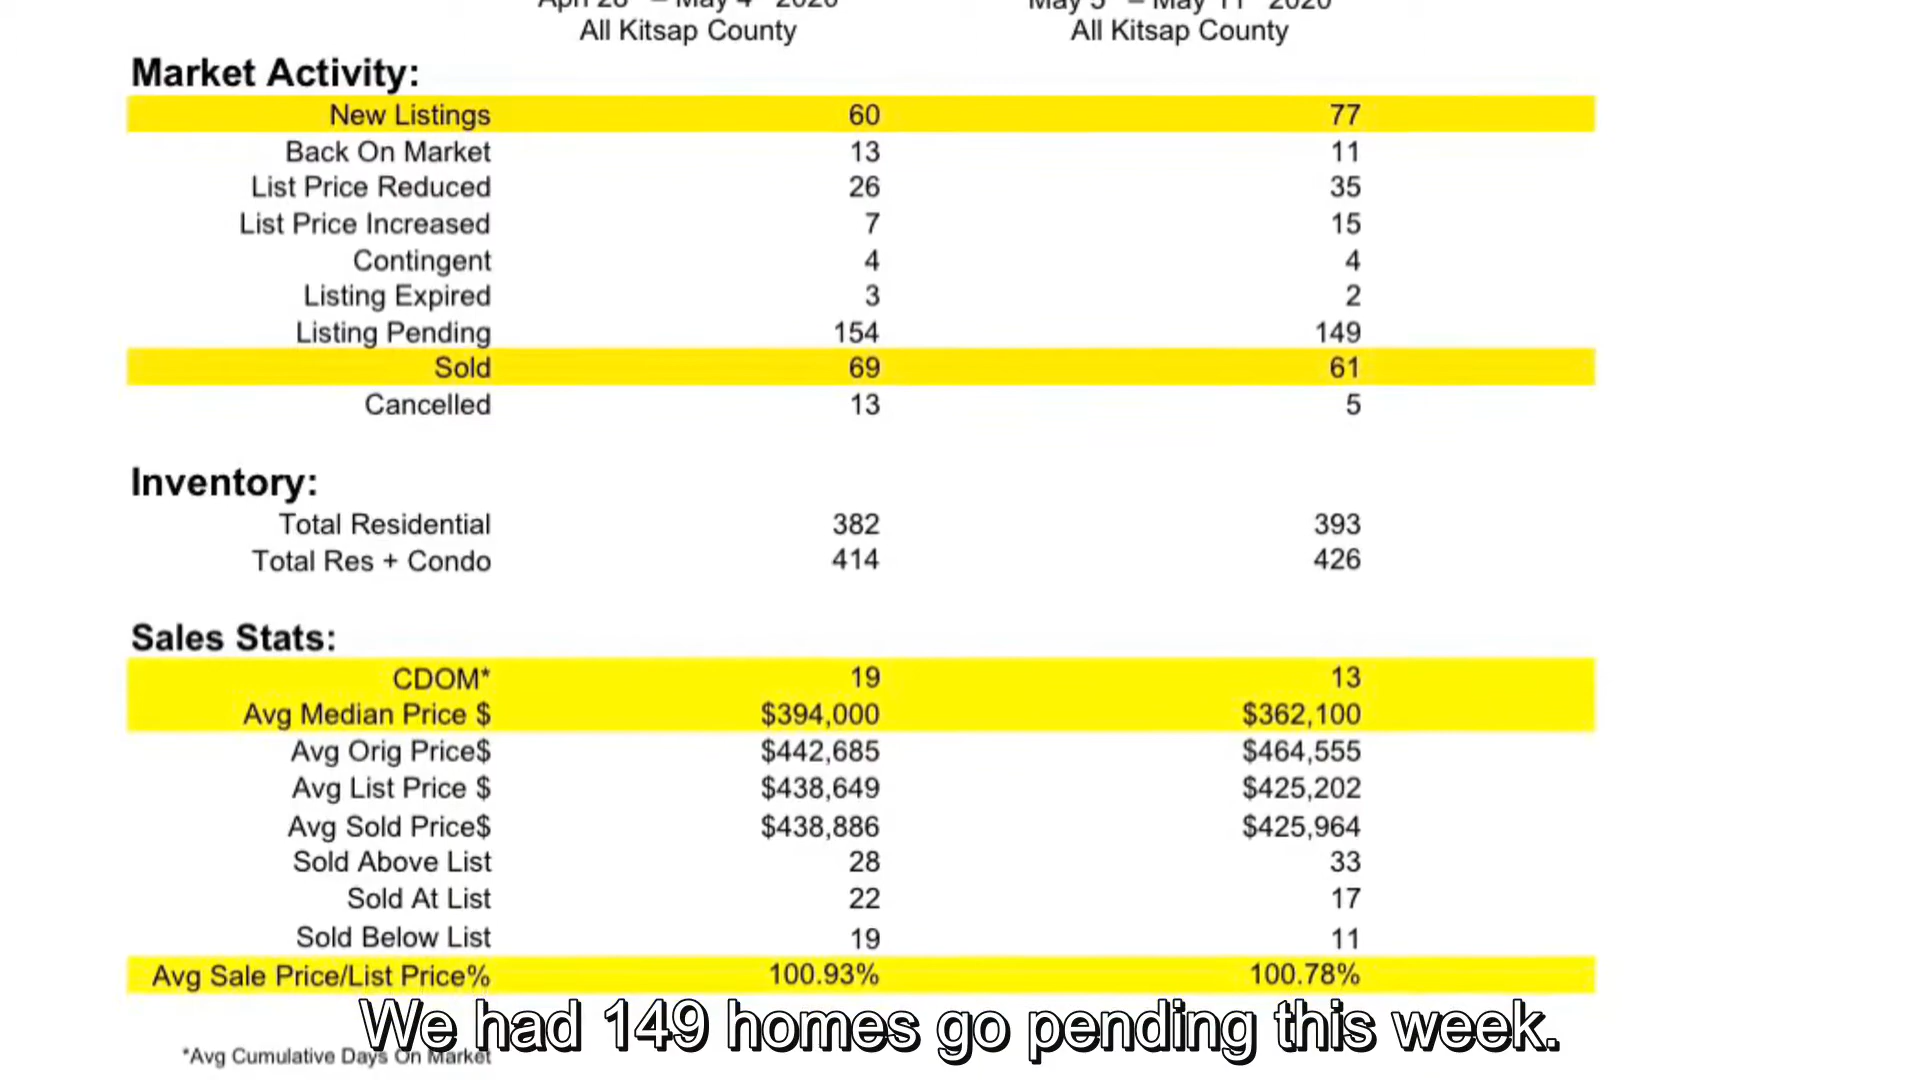 All Kitsap County All Kitsap County
Market Activity:
New Listings 60 77
Back On Market 13 11
List Price Reduced 26 35
List Price Increased 7 15
Contingent 4 4
Listing Expired 3 2
Listing Pending 154 149
Sold 69 61
Cancelled 13 5
Inventory:
Total Residential 382 393
Total Res + Condo 414 426
Sales Stats:
CDOM* 19 13
Avg Median Price $ $394,000 $362,100
Avg Orig Price$ $442,685 $464,555
Avg List Price $ $438,649 $425,202
Avg Sold Price$ $438,886 $425,964
Sold Above List 28 33
Sold At List 22 17
Sold Below List 19 11
Avg Sale Price/List Price% 100.93% 100.78%
We had 149 homes go pending this week.
*Avg Cumulative Days On Market